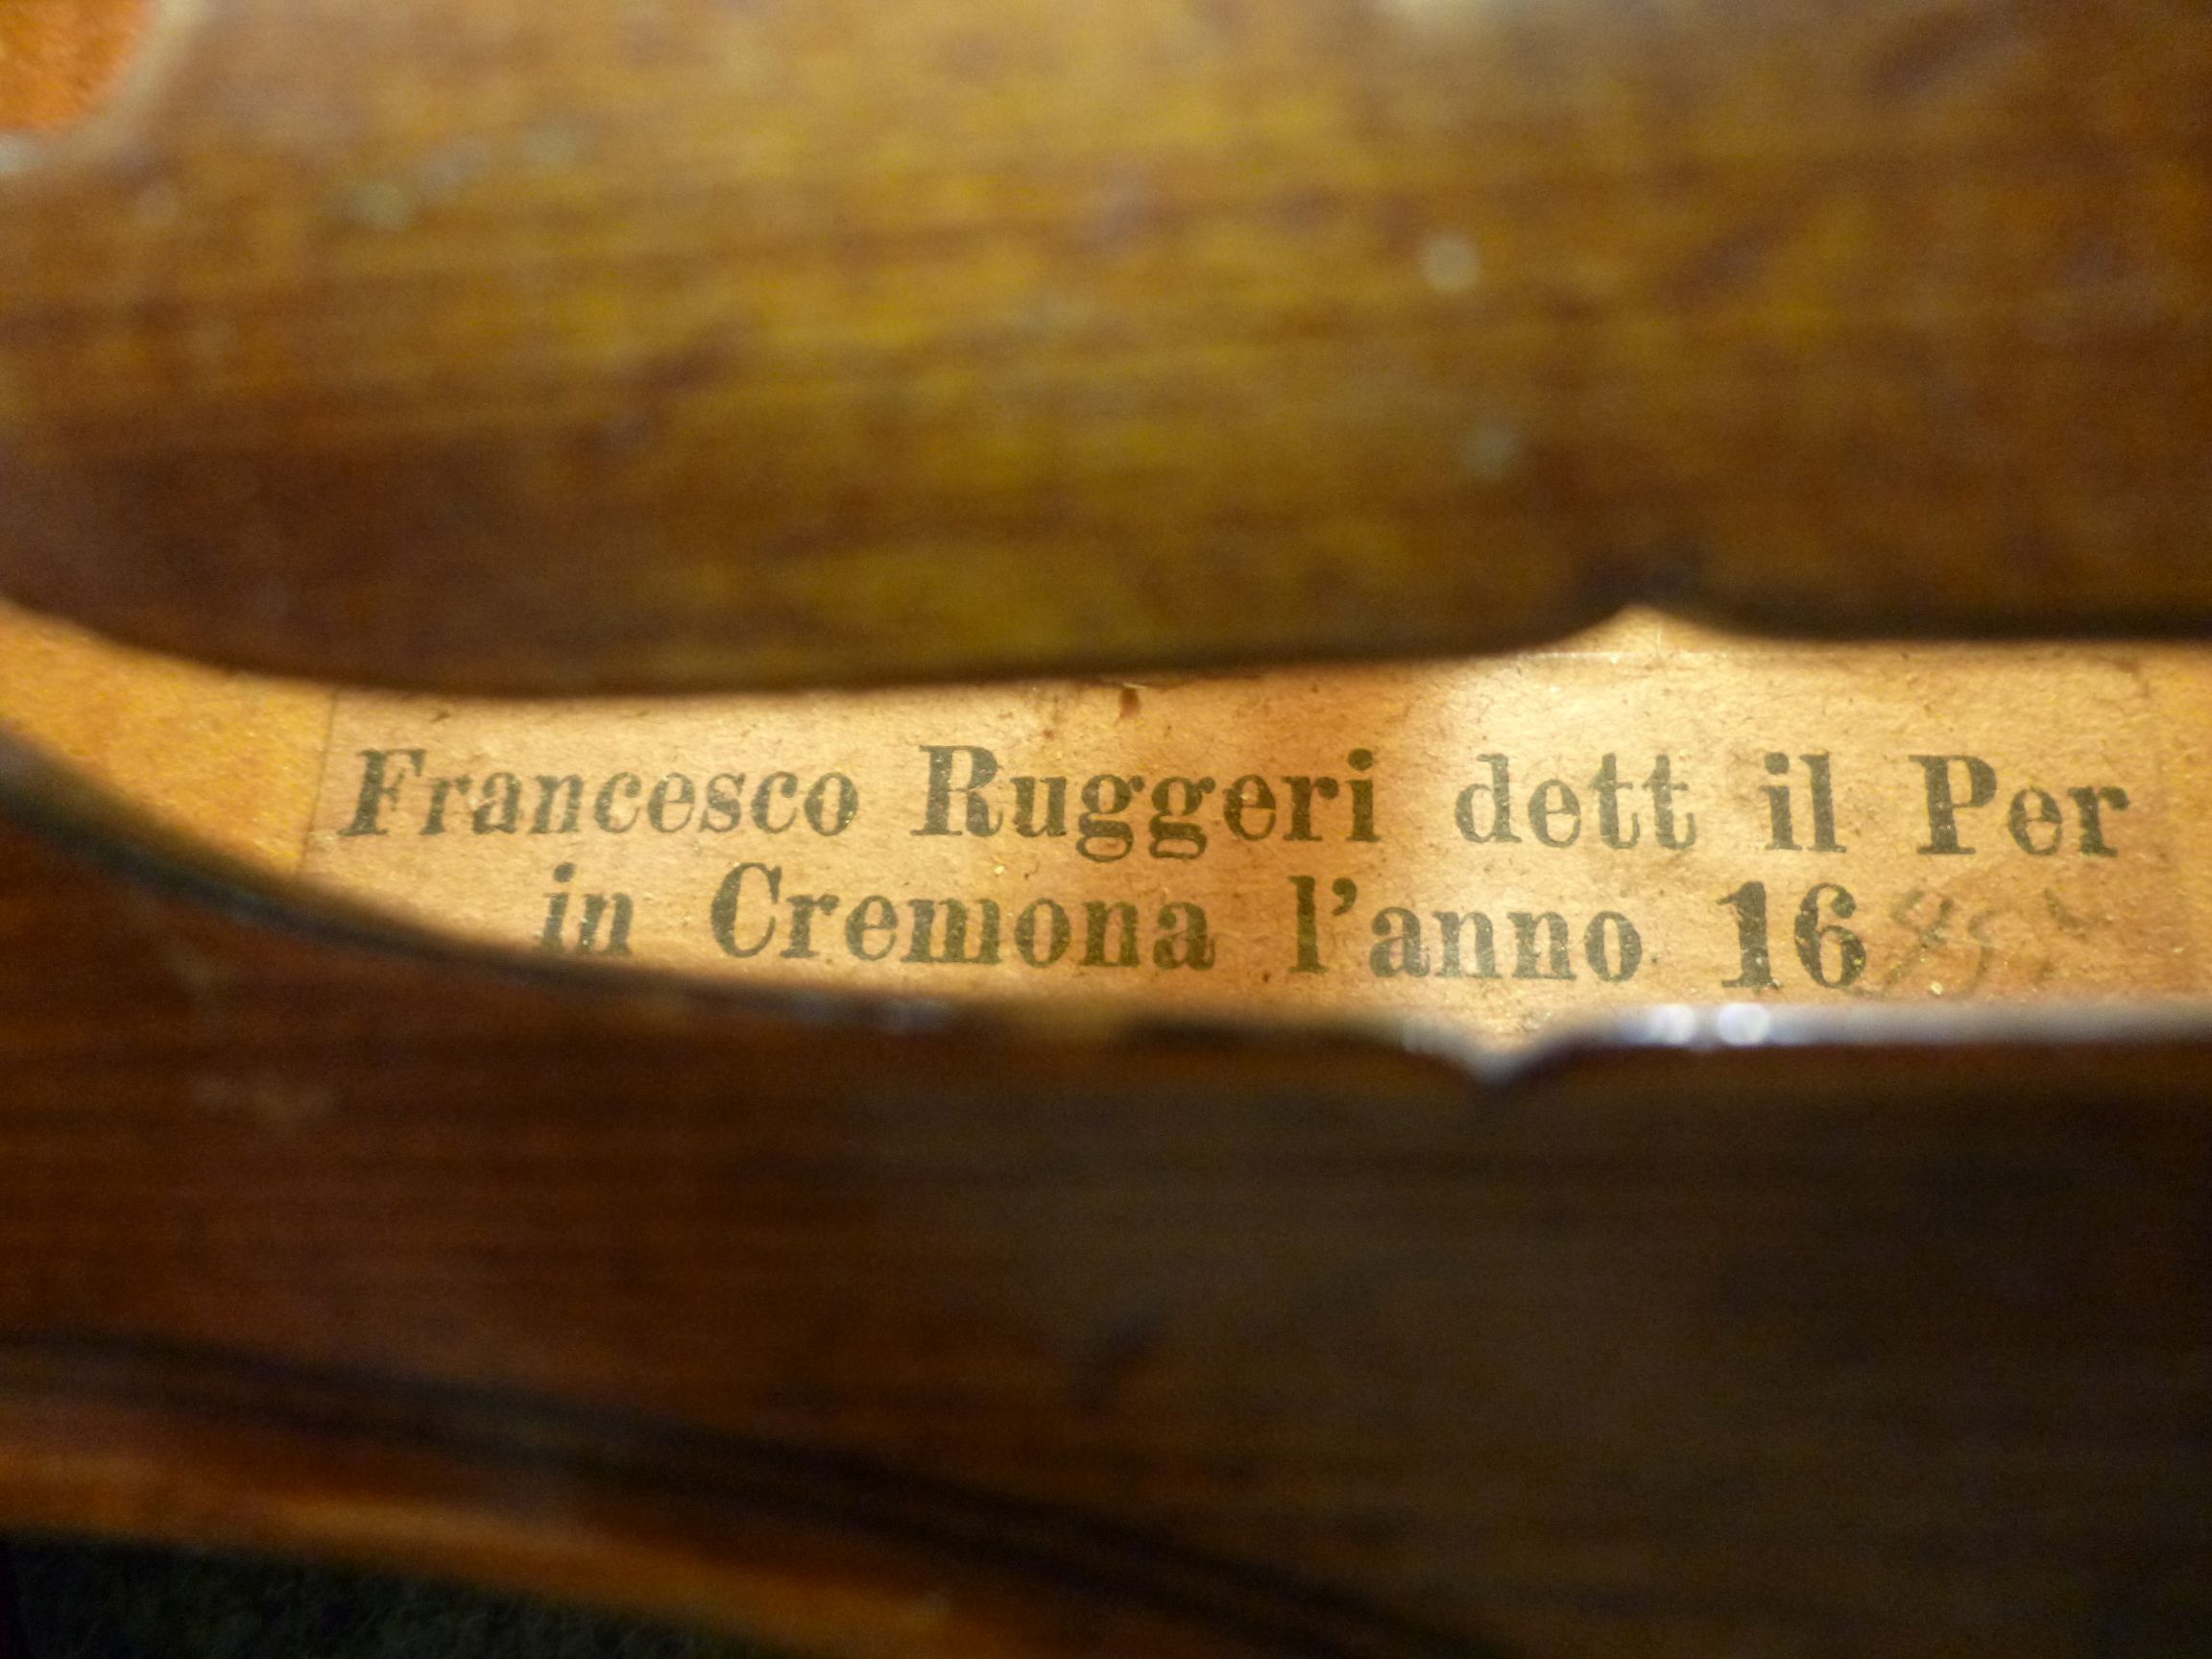 Francesco Ruggeri dett il Per
in Cremona l'anno 16